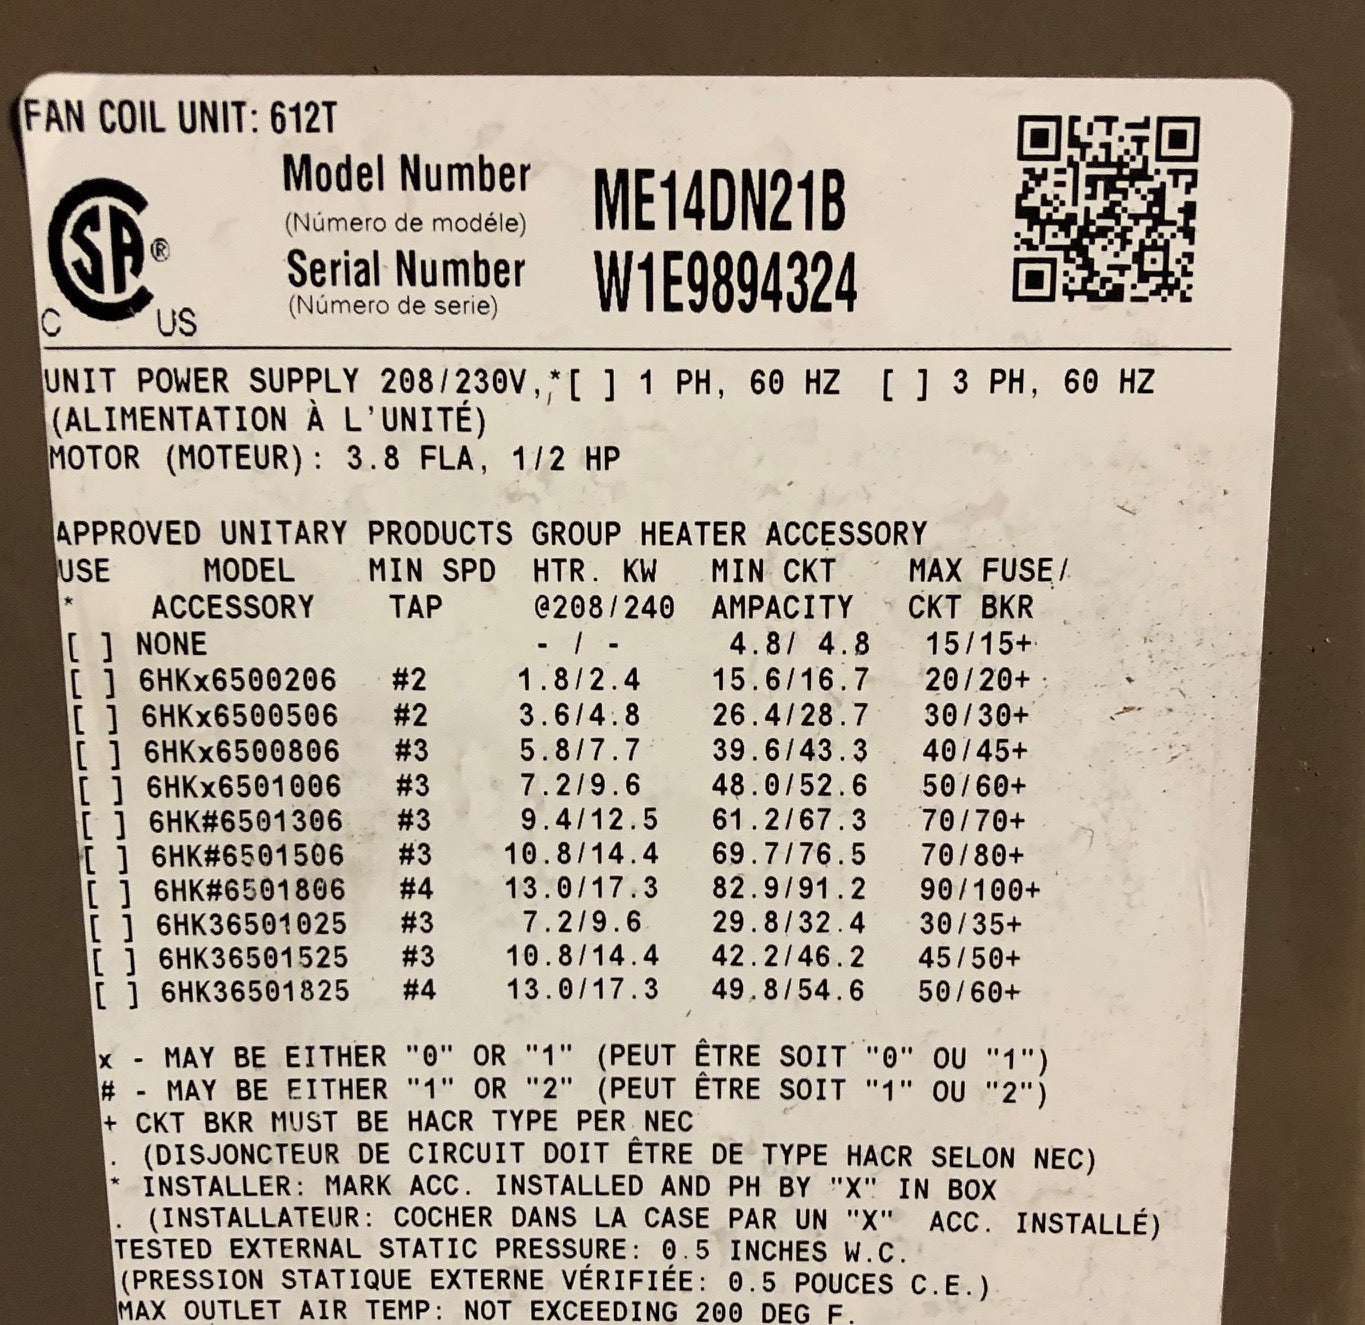 FAN COIL UNIT: 612T
Model Number ME14DN21B
(Número de modéle)
Serial Number W1E9894324
(Número de serie)
CSA®
C US
UNIT POWER SUPPLY 208/230V,*[ ] 1 PH, 60 HZ [ ] 3 PH, 60 HZ
(ALIMENTATION À L'UNITÉ)
MOTOR (MOTEUR): 3.8 FLA, 1/2 HP
APPROVED UNITARY PRODUCTS GROUP HEATER ACCESSORY
USE MODEL MIN SPD HTR. KW MIN CKT MAX FUSE/
* ACCESSORY TAP @208/240 AMPACITY CKT BKR
[ ] NONE - / - 4.8/ 4.8 15/15+
[ ] 6HKx6500206 #2 1.8/2.4 15.6/16.7 20/20+
[ ] 6HKx6500506 #2 3.6/4.8 26.4/28.7 30/30+
[ ] 6HKx6500806 #3 5.8/7.7 39.6/43.3 40/45+
[ ] 6HKx6501006 #3 7.2/9.6 48.0/52.6 50/60+
[ ] 6HK#6501306 #3 9.4/12.5 61.2/67.3 70/70+
[ ] 6HK#6501506 #3 10.8/14.4 69.7/76.5 70/80+
[ ] 6HK#6501806 #4 13.0/17.3 82.9/91.2 90/100+
[ ] 6HK36501025 #3 7.2/9.6 29.8/32.4 30/35+
[ ] 6HK36501525 #3 10.8/14.4 42.2/46.2 45/50+
[ ] 6HK36501825 #4 13.0/17.3 49.8/54.6 50/60+
x - MAY BE EITHER "0" OR "1" (PEUT ÊTRE SOIT "0" OU "1")
# - MAY BE EITHER "1" OR "2" (PEUT ÊTRE SOIT "1" OU "2")
+ CKT BKR MUST BE HACR TYPE PER NEC
. (DISJONCTEUR DE CIRCUIT DOIT ÊTRE DE TYPE HACR SELON NEC)
* INSTALLER: MARK ACC. INSTALLED AND PH BY "X" IN BOX
. (INSTALLATEUR: COCHER DANS LA CASE PAR UN "X" ACC. INSTALLÉ)
TESTED EXTERNAL STATIC PRESSURE: 0.5 INCHES W.C.
(PRESSION STATIQUE EXTERNE VÉRIFIÉE: 0.5 POUCES C.E.)
MAX OUTLET AIR TEMP: NOT EXCEEDING 200 DEG F.